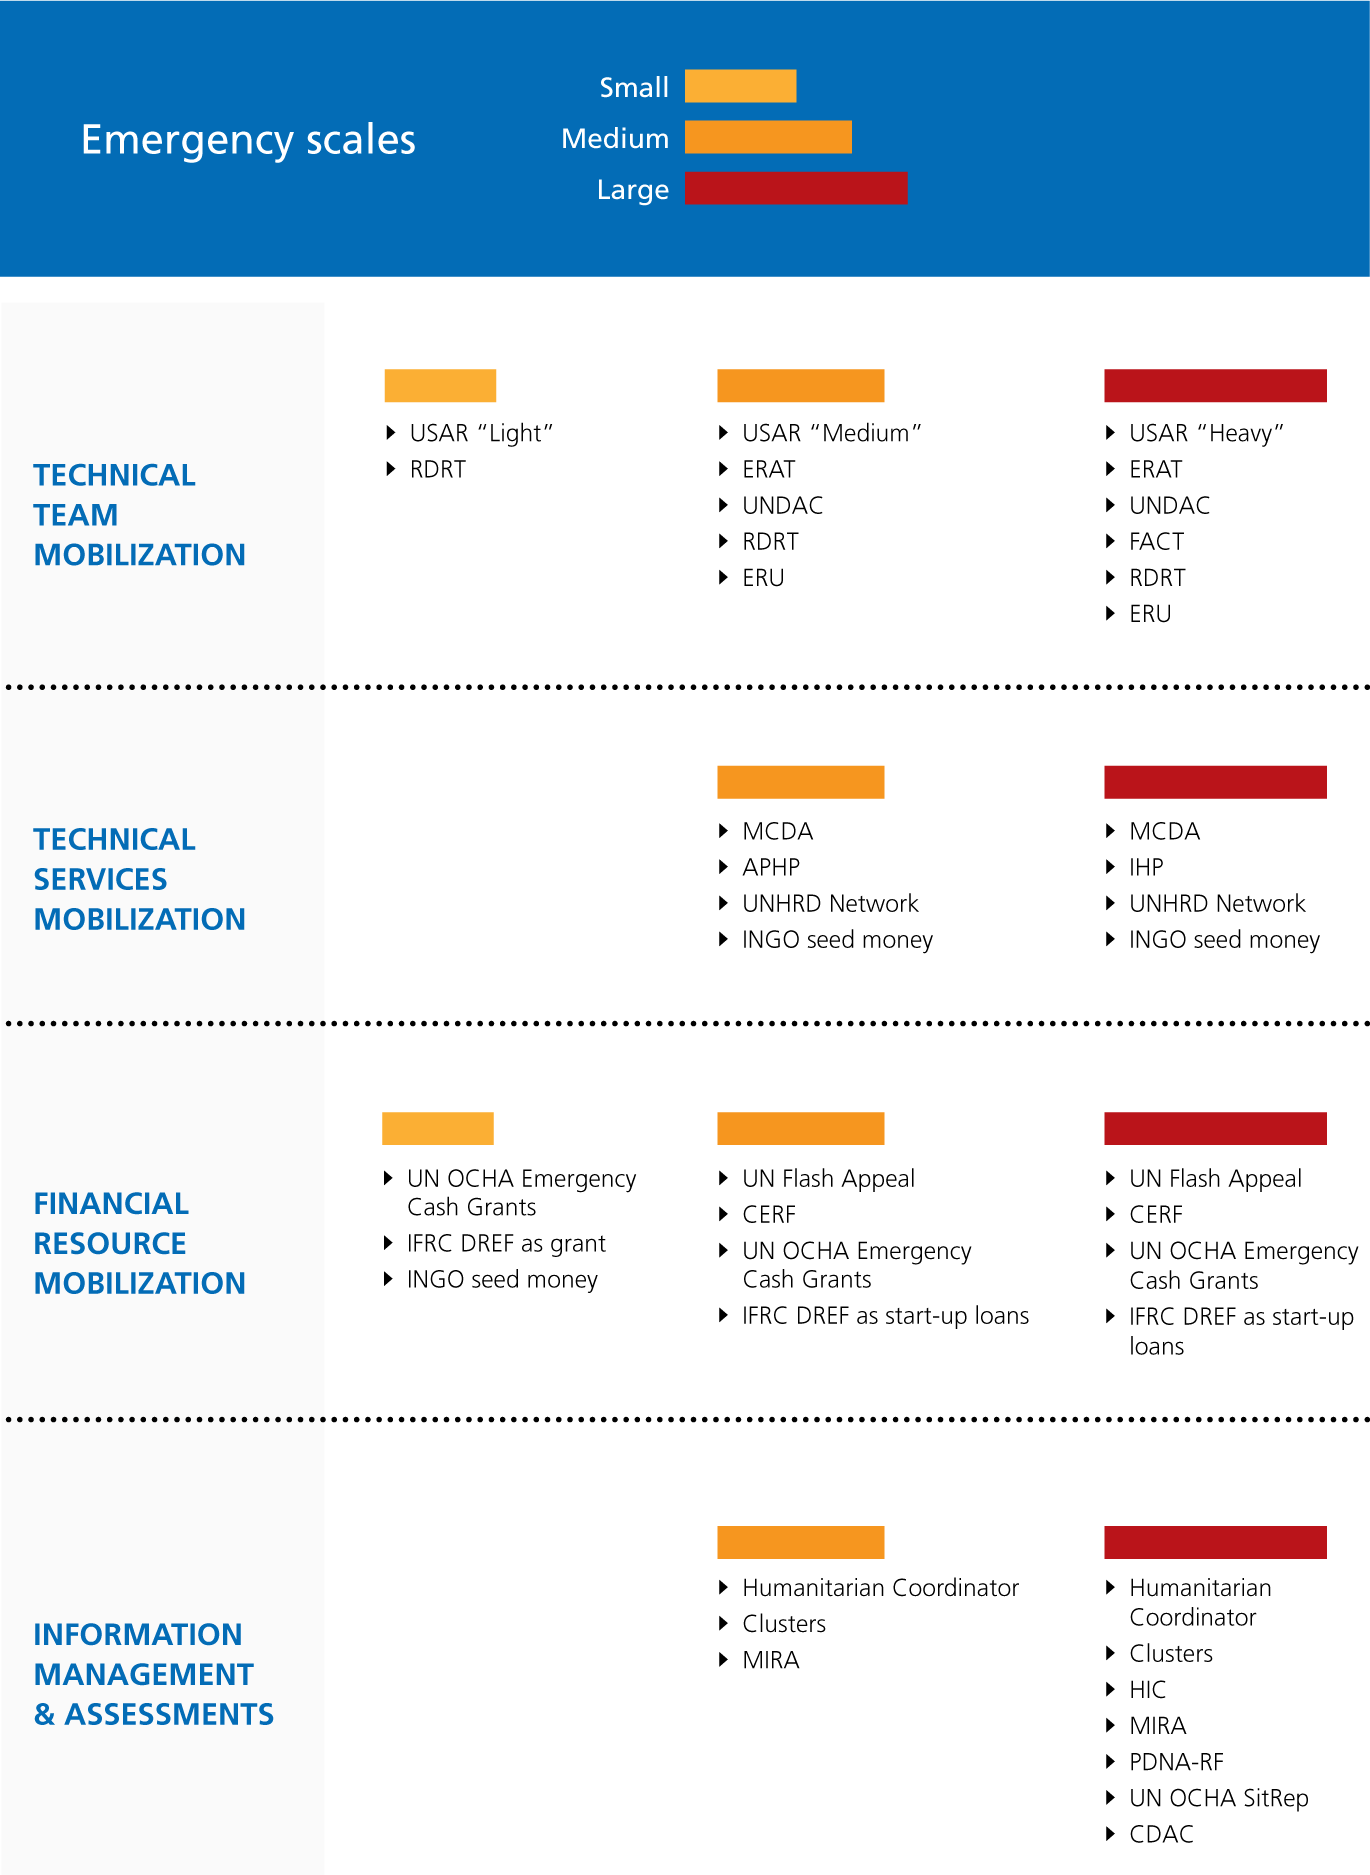 Emergency scales
Small
Medium
Large
TECHNICAL
TEAM
MOBILIZATION
USAR “Light”
RDRT
USAR “Medium”
ERAT
UNDAC
RDRT
ERU
USAR “Heavy”
ERAT
UNDAC
FACT
RDRT
ERU
TECHNICAL
SERVICES
MOBILIZATION
MCDA
APHP
UNHRD Network
INGO seed money
MCDA
IHP
UNHRD Network
INGO seed money
FINANCIAL
RESOURCE
MOBILIZATION
UN OCHA Emergency
Cash Grants
IFRC DREF as grant
INGO seed money
UN Flash Appeal
CERF
UN OCHA Emergency
Cash Grants
IFRC DREF as start-up loans
UN Flash Appeal
CERF
UN OCHA Emergency
Cash Grants
IFRC DREF as start-up
loans
INFORMATION
MANAGEMENT
& ASSESSMENTS
Humanitarian Coordinator
Clusters
MIRA
Humanitarian
Coordinator
Clusters
HIC
MIRA
PDNA-RF
UN OCHA SitRep
CDAC